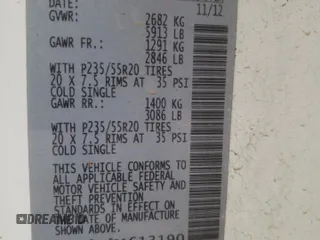 DATE:
11/12
GVWR: 2682 KG
5913 LB
GAWR FR.: 1291 KG
2846 LB
WITH P235/55R20 TIRES
20 X 7.5 RIMS AT 35 PSI
COLD SINGLE
GAWR RR.: 1400 KG
3086 LB
WITH P235/55R20 TIRES
20 X 7.5 RIMS AT 35 PSI
COLD SINGLE
THIS VEHICLE CONFORMS TO
ALL APPLICABLE FEDERAL
MOTOR VEHICLE SAFETY AND
THEFT PREVENTION
STANDARDS IN EFFECT ON
DATE OF MANUFACTURE
SHOWN ABOVE.